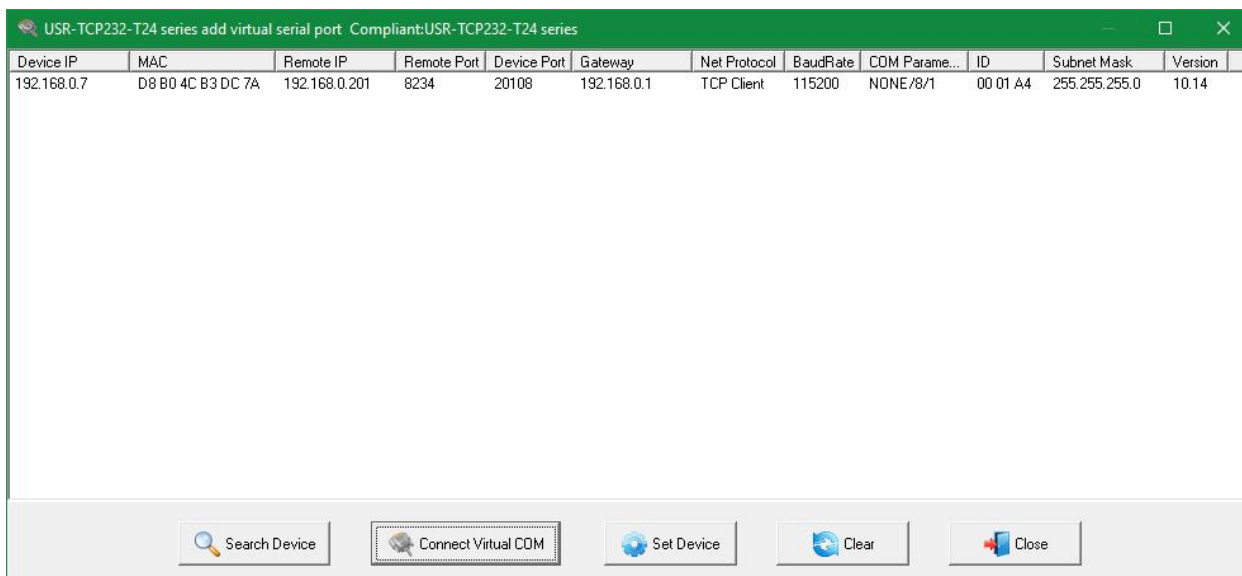 USR-TCP232-T24 series add virtual serial port Compliant:USR-TCP232-T24 series
Device IP MAC Remote IP Remote Port Device Port Gateway Net Protocol BaudRate COM Parame... ID Subnet Mask Version
192.168.0.7 D8 B0 4C B3 DC 7A 192.168.0.201 8234 20108 192.168.0.1 TCP Client 115200 NONE/8/1 00 01 A4 255.255.255.0 10.14
Search Device Connect Virtual COM Set Device Clear Close